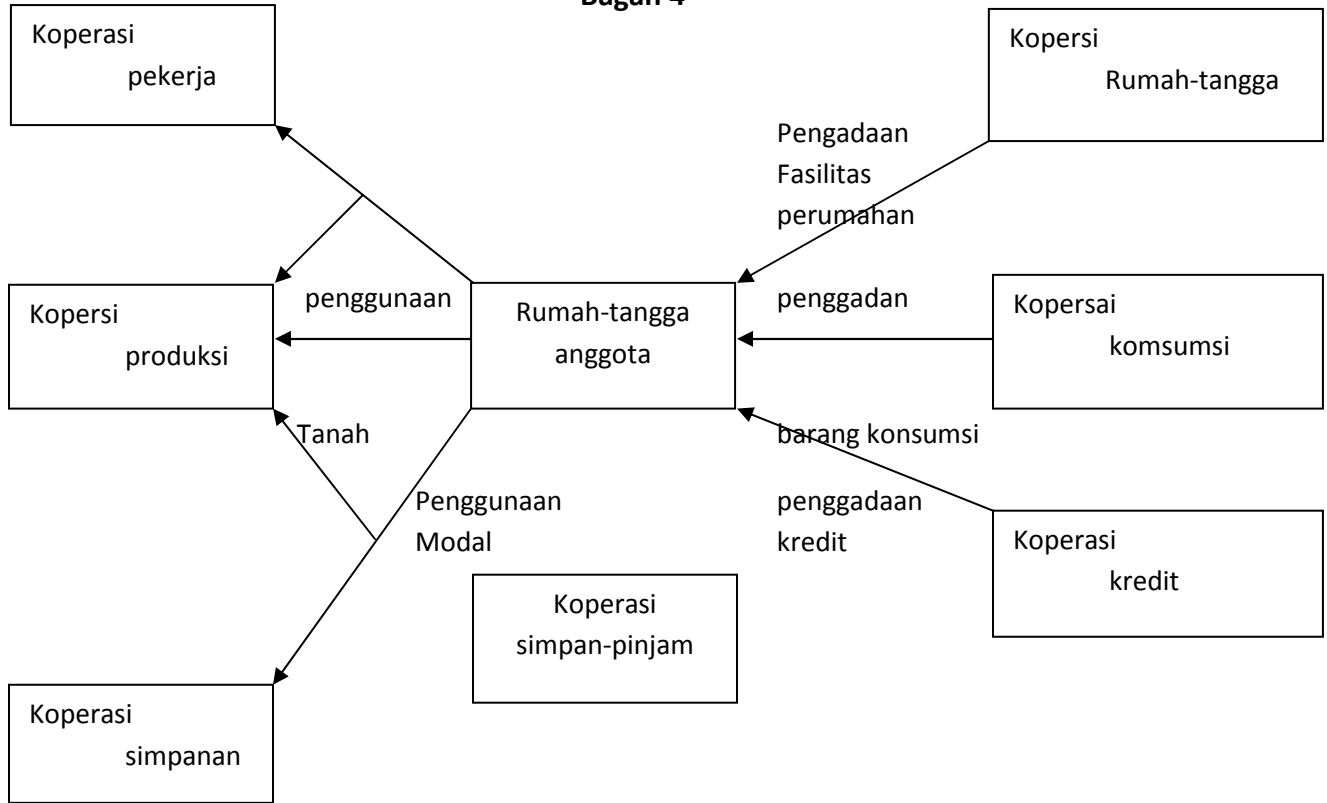 Bagan 4
Koperasi
pekerja
Kopersi
Rumah-tangga
Pengadaan
Fasilitas
perumahan
Kopersi
produksi
penggunaan
Rumah-tangga
anggota
penggadan
Kopersai
komsumsi
Tanah
barang konsumsi
Penggunaan
Modal
penggadaan
kredit
Koperasi
kredit
Koperasi
simpan-pinjam
Koperasi
simpanan